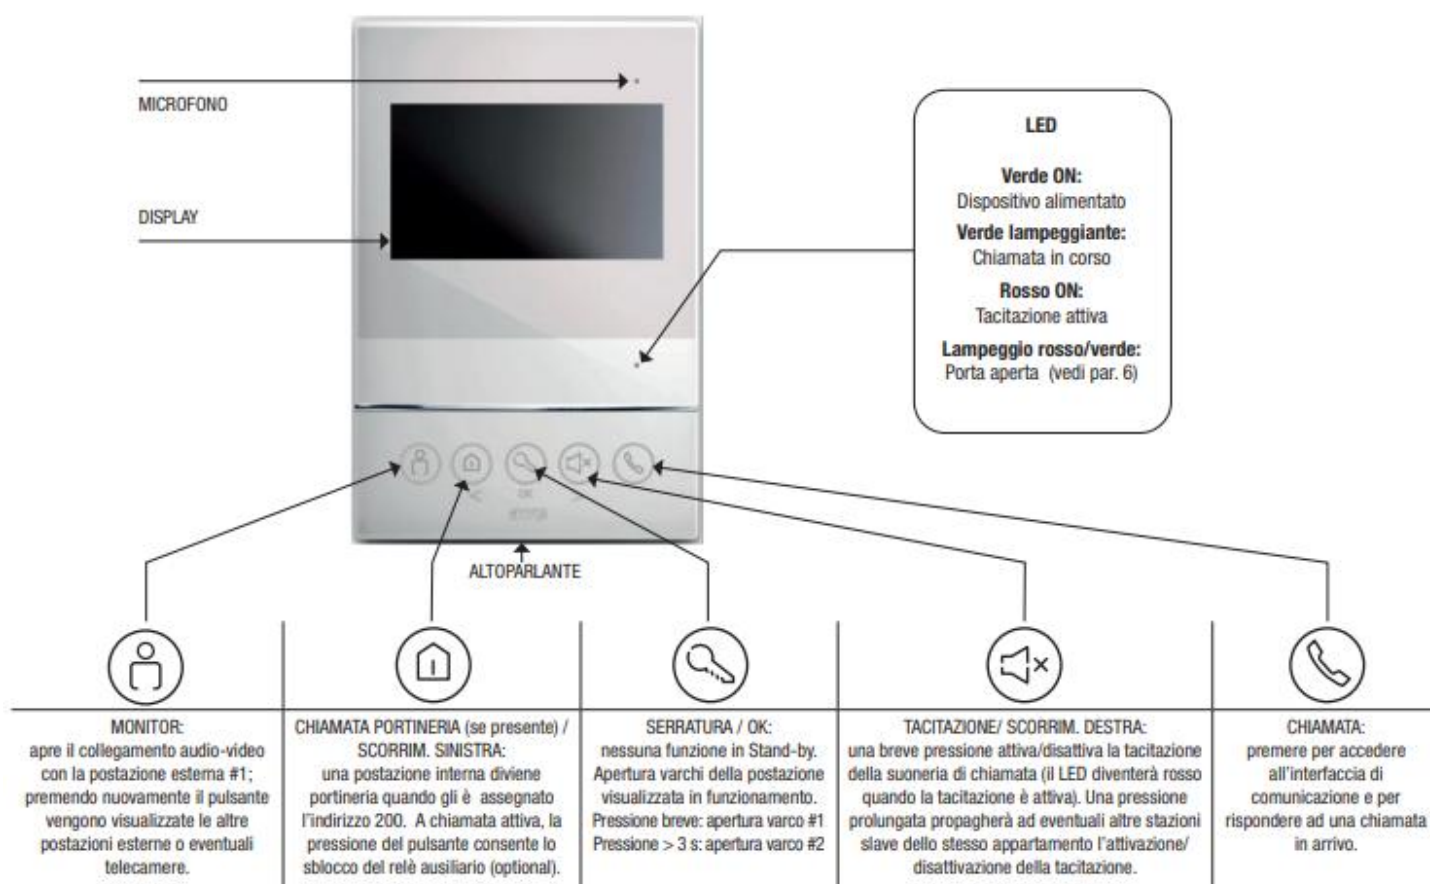 MICROFONO
DISPLAY
LED
Verde ON:
Dispositivo alimentato
Verde lampeggiante:
Chiamata in corso
Rosso ON:
Tacitazione attiva
Lampeggio rosso/verde:
Porta aperta (vedi par. 6)
<
OK
>
ALTOPARLANTE
MONITOR:
apre il collegamento audio-video
con la postazione esterna #1;
premendo nuovamente il pulsante
vengono visualizzate le altre
postazioni esterne o eventuali
telecamere.
CHIAMATA PORTINERIA (se presente) /
SCORRIM. SINISTRA:
una postazione interna diviene
portineria quando gli è assegnato
l'indirizzo 200. A chiamata attiva, la
pressione del pulsante consente lo
sblocco del relè ausiliario (optional).
SERRATURA / OK:
nessuna funzione in Stand-by.
Apertura varchi della postazione
visualizzata in funzionamento.
Pressione breve: apertura varco #1
Pressione > 3 s: apertura varco #2
TACITAZIONE/ SCORRIM. DESTRA:
una breve pressione attiva/disattiva la tacitazione
della suoneria di chiamata (il LED diventerà rosso
quando la tacitazione è attiva). Una pressione
prolungata propagherà ad eventuali altre stazioni
slave dello stesso appartamento l'attivazione/
disattivazione della tacitazione.
CHIAMATA:
premere per accedere
all'interfaccia di
comunicazione e per
rispondere ad una chiamata
in arrivo.